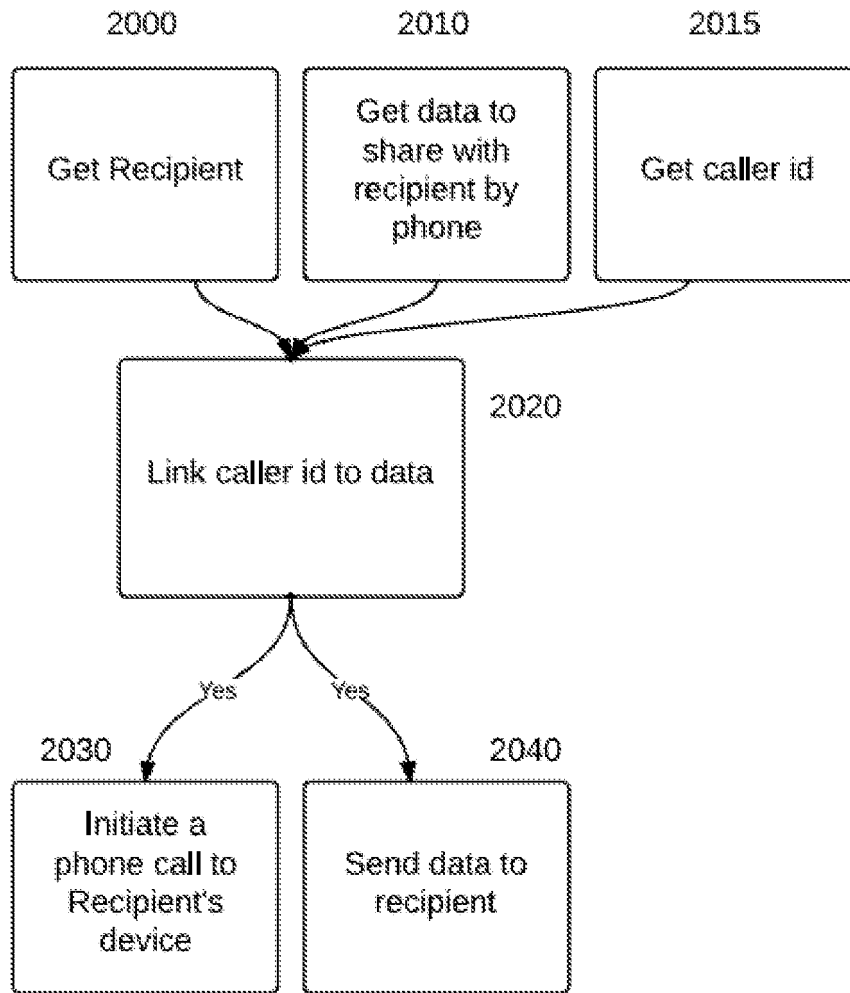 2000 2010 2015
Get Recipient
Get data to
share with
recipient by
phone
Get caller id
2020
Link caller id to data
Yes Yes
2030 2040
Initiate a
phone call to
Recipient's
device
Send data to
recipient